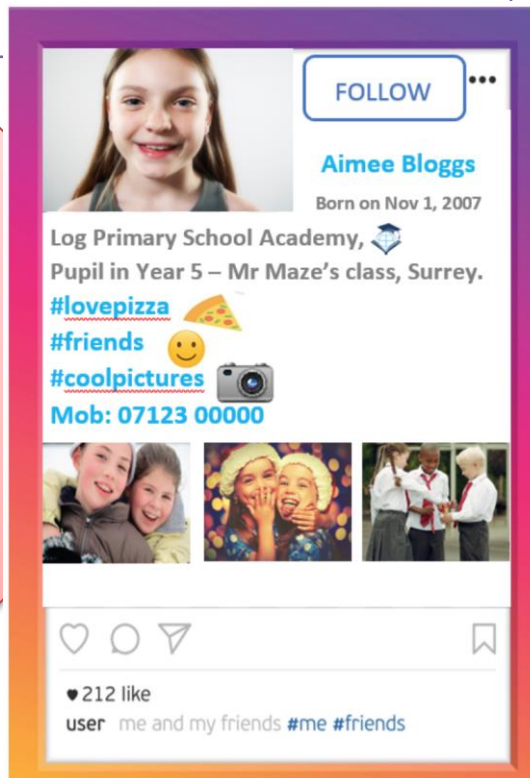 FOLLOW
Aimee Bloggs
Born on Nov 1, 2007
Log Primary School Academy,
Pupil in Year 5 – Mr Maze's class, Surrey.
#lovepizza
#friends
#coolpictures
Mob: 07123 00000
212 like
user me and my friends #me #friends